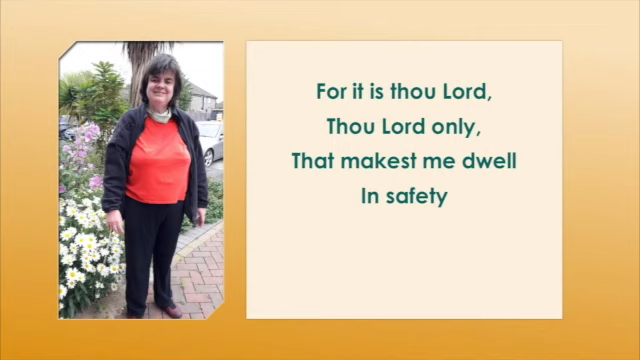 For it is thou Lord,
Thou Lord only,
That makest me dwell
In safety